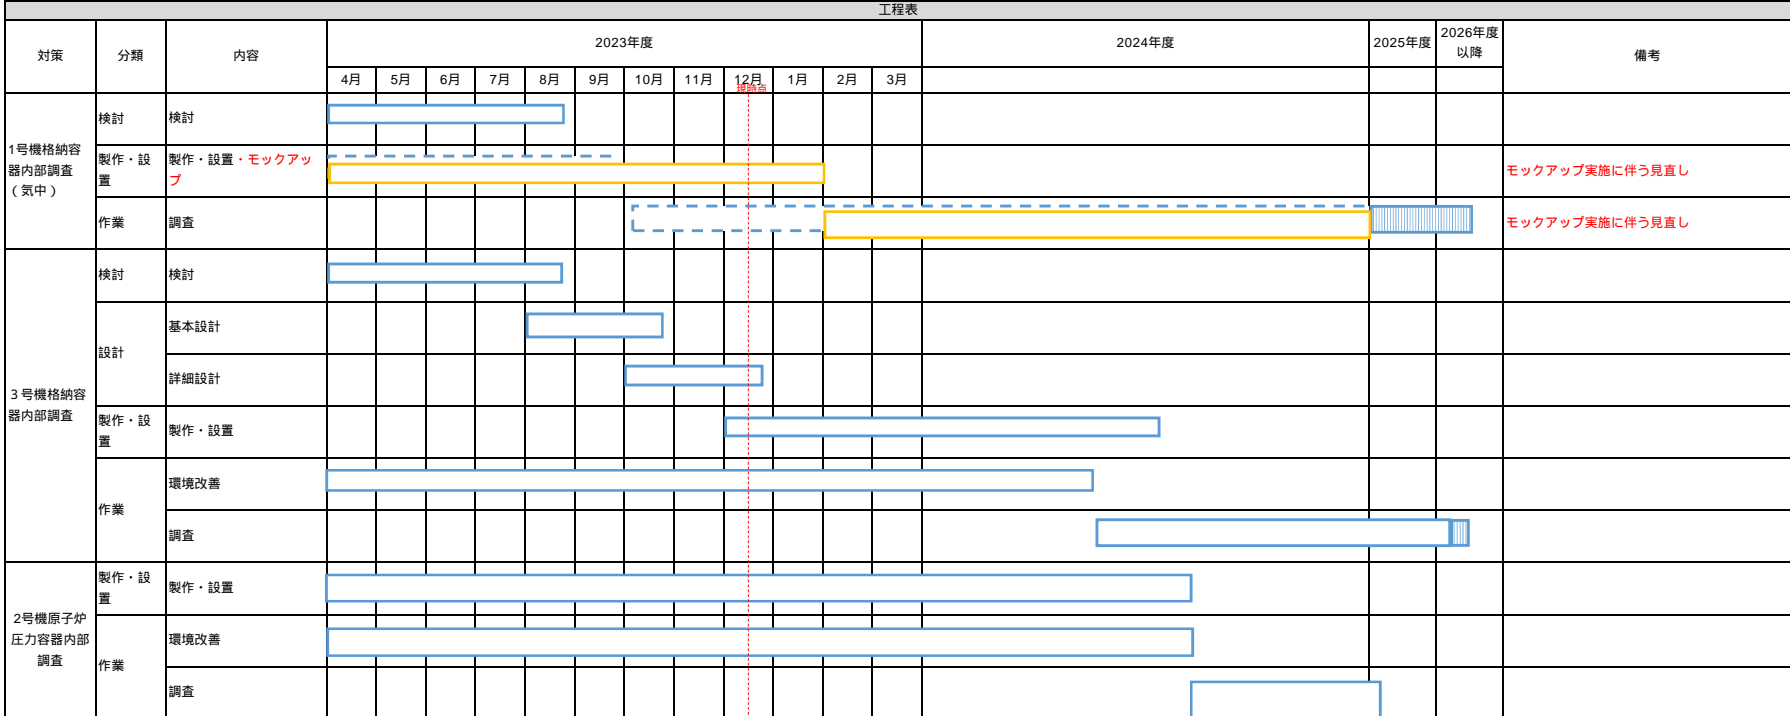 工程表
対策
分類
内容
2023年度
2024年度
2025年度
2026年度
以降
備考
4月
5月
6月
7月
8月
9月
10月
11月
12月
1月
2月
3月
現時点
1号機格納容
器内部調査
（気中）
検討
検討
製作・設
置
製作・設置・モックアッ
プ
モックアップ実施に伴う見直し
作業
調査
モックアップ実施に伴う見直し
３号機格納容
器内部調査
検討
検討
設計
基本設計
詳細設計
製作・設
置
製作・設置
作業
環境改善
調査
2号機原子炉
圧力容器内部
調査
製作・設
置
製作・設置
作業
環境改善
調査